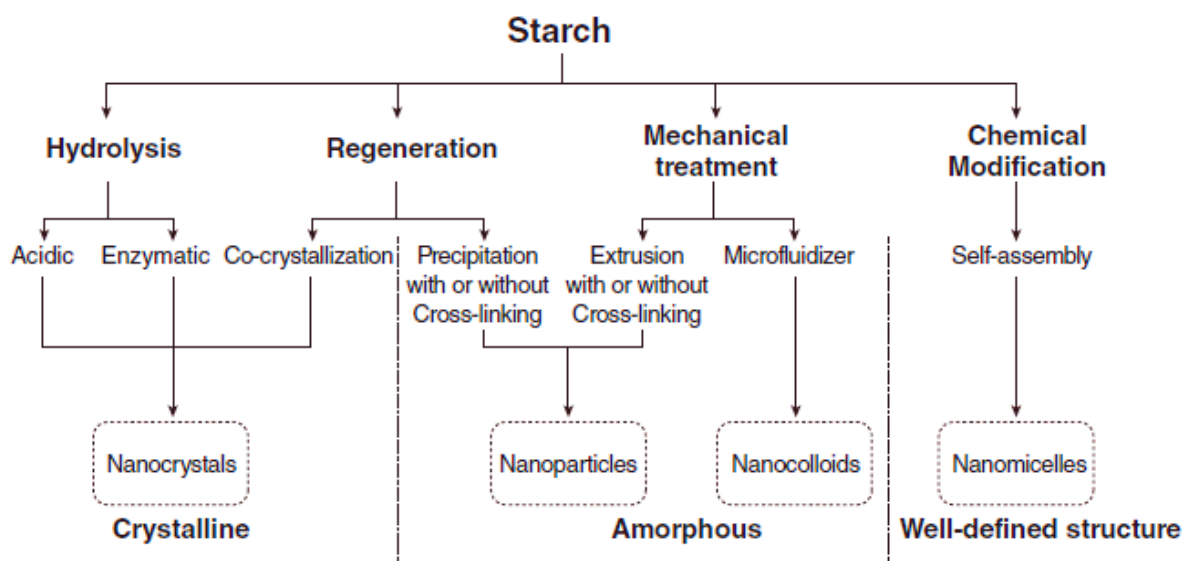 Starch
Hydrolysis
Regeneration
Mechanical
treatment
Chemical
Modification
Acidic
Enzymatic
Co-crystallization
Precipitation
with or without
Cross-linking
Extrusion
with or without
Cross-linking
Microfluidizer
Self-assembly
Nanocrystals
Nanoparticles
Nanocolloids
Nanomicelles
Crystalline
Amorphous
Well-defined structure